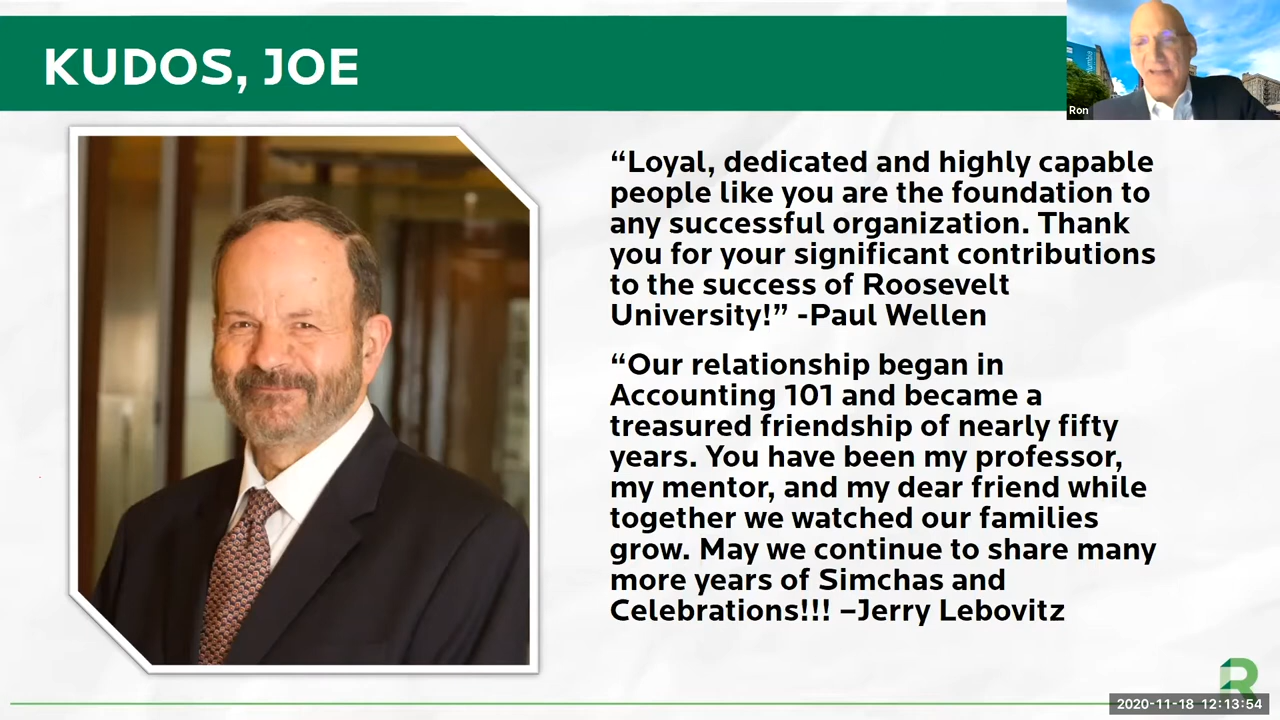 KUDOS, JOE
Ron
“Loyal, dedicated and highly capable
people like you are the foundation to
any successful organization. Thank
you for your significant contributions
to the success of Roosevelt
University!” -Paul Wellen
“Our relationship began in
Accounting 101 and became a
treasured friendship of nearly fifty
years. You have been my professor,
my mentor, and my dear friend while
together we watched our families
grow. May we continue to share many
more years of Simchas and
Celebrations!!! –Jerry Lebovitz
R
2020-11-18 12:13:54